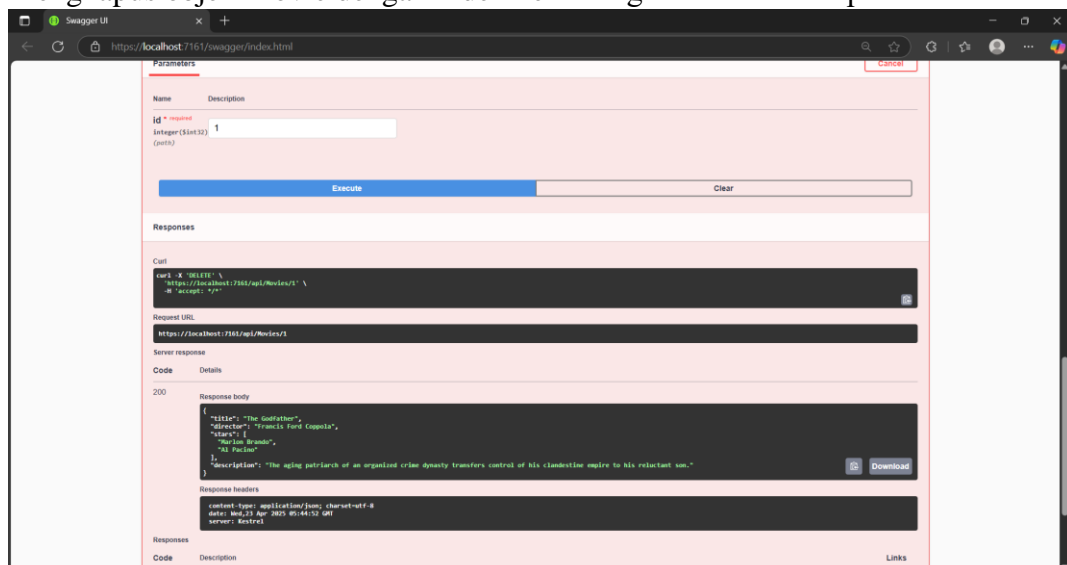 Swagger UI
https://localhost:7161/swagger/index.html
Parameters
Cancel
Name Description
id * required
integer($int32)
(path)
1
Execute Clear
Responses
Curl
curl -X 'DELETE' \
'https://localhost:7161/api/Movies/1' \
-H 'accept: */*'
Request URL
https://localhost:7161/api/Movies/1
Server response
Code Details
200
Response body
{
"title": "The Godfather",
"director": "Francis Ford Coppola",
"stars": [
"Marlon Brando",
"Al Pacino"
],
"description": "The aging patriarch of an organized crime dynasty transfers control of his clandestine empire to his reluctant son."
}
Download
Response headers
content-type: application/json; charset=utf-8
date: Wed,23 Apr 2025 05:44:52 GMT
server: Kestrel
Responses
Code Description Links